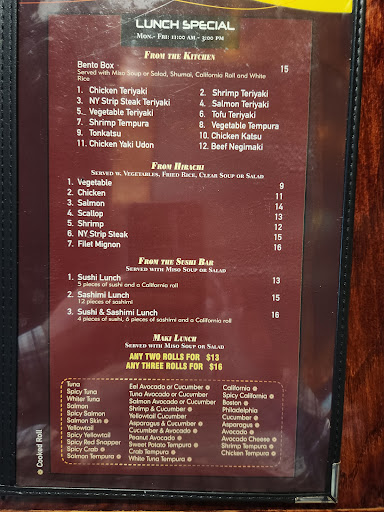 LUNCH SPECIAL
MON.- FRI: 11:00 AM - 3:00 PM
FROM THE KITCHEN
Bento Box 15
Served with Miso Soup or Salad, Shumai, California Roll and White
Rice
1. Chicken Teriyaki 2. Shrimp Teriyaki
3. NY Strip Steak Teriyaki 4. Salmon Teriyaki
5. Vegetable Teriyaki 6. Tofu Teriyaki
7. Shrimp Tempura 8. Vegetable Tempura
9. Tonkatsu 10. Chicken Katsu
11. Chicken Yaki Udon 12. Beef Negimaki
FROM HIBACHI
SERVED W. VEGETABLES, FRIED RICE, CLEAR SOUP OR SALAD
1. Vegetable 9
2. Chicken 11
3. Salmon 14
4. Scallop 13
5. Shrimp 12
6. NY Strip Steak 15
7. Filet Mignon 16
FROM THE SUSHI BAR
SERVED WITH MISO SOUP OR SALAD
1. Sushi Lunch 13
5 pieces of sushi and a California roll
2. Sashimi Lunch 15
12 pieces of sashimi
3. Sushi & Sashimi Lunch 16
4 pieces of sushi, 6 pieces of sashimi and a California roll
MAKI LUNCH
SERVED WITH MISO SOUP OR SALAD
ANY TWO ROLLS FOR $13
ANY THREE ROLLS FOR $16
Tuna Eel Avocado or Cucumber California
Spicy Tuna Tuna Avocado or Cucumber Spicy California
White Tuna Salmon Avocado or Cucumber Boston
Salmon Shrimp & Cucumber Philadelphia
Spicy Salmon Yellowtail Cucumber Cucumber
Salmon Skin Asparagus & Cucumber Asparagus
Yellowtail Cucumber & Avocado Avocado
Spicy Yellowtail Peanut Avocado Avocado Cheese
Spicy Red Snapper Sweet Potato Tempura Shrimp Tempura
Spicy Crab Crab Tempura Chicken Tempura
Salmon Tempura White Tuna Tempura
Cooked Roll